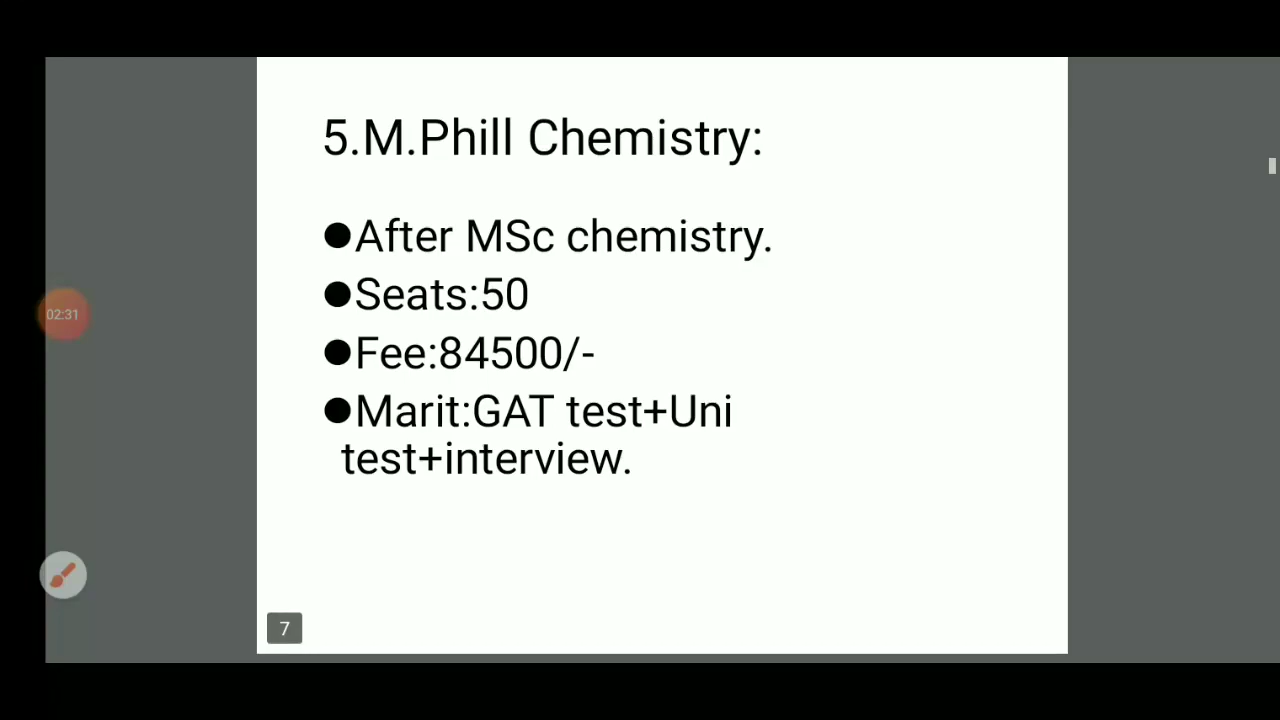 5.M.Phill Chemistry:
●After MSc chemistry.
●Seats:50
●Fee:84500/-
●Marit:GAT test+Uni
test+interview.
02:31
7